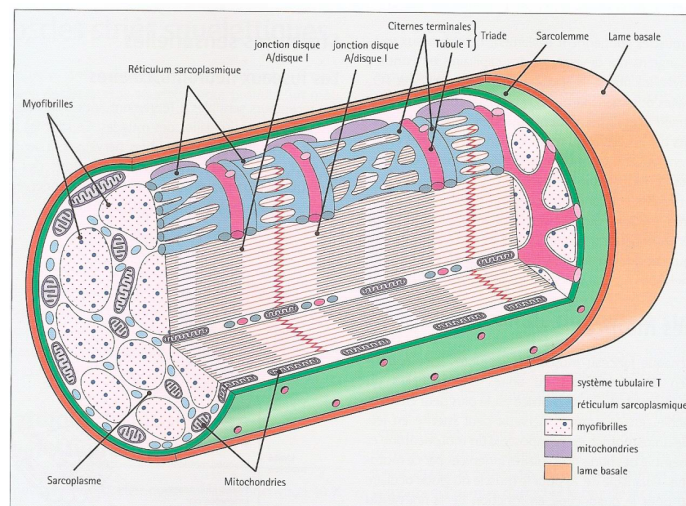 Citernes terminales
Tubule T
Triade
Sarcolemme
Lame basale
jonction disque
A/disque I
jonction disque
A/disque I
Réticulum sarcoplasmique
Myofibrilles
système tubulaire T
réticulum sarcoplasmique
myofibrilles
mitochondries
lame basale
Sarcoplasme
Mitochondries